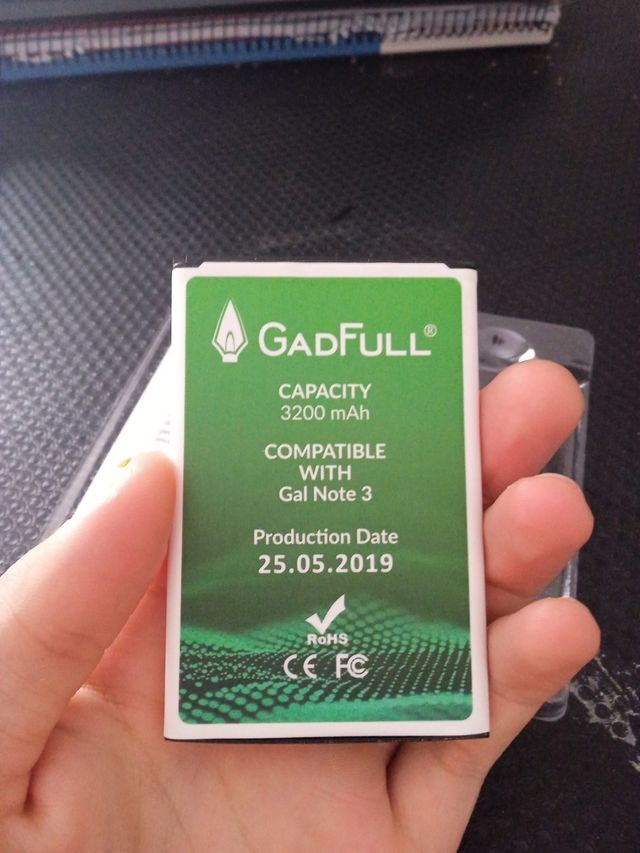 GADFULL®
CAPACITY
3200 mAh
COMPATIBLE
WITH
Gal Note 3
Production Date
25.05.2019
RoHS
CE FC